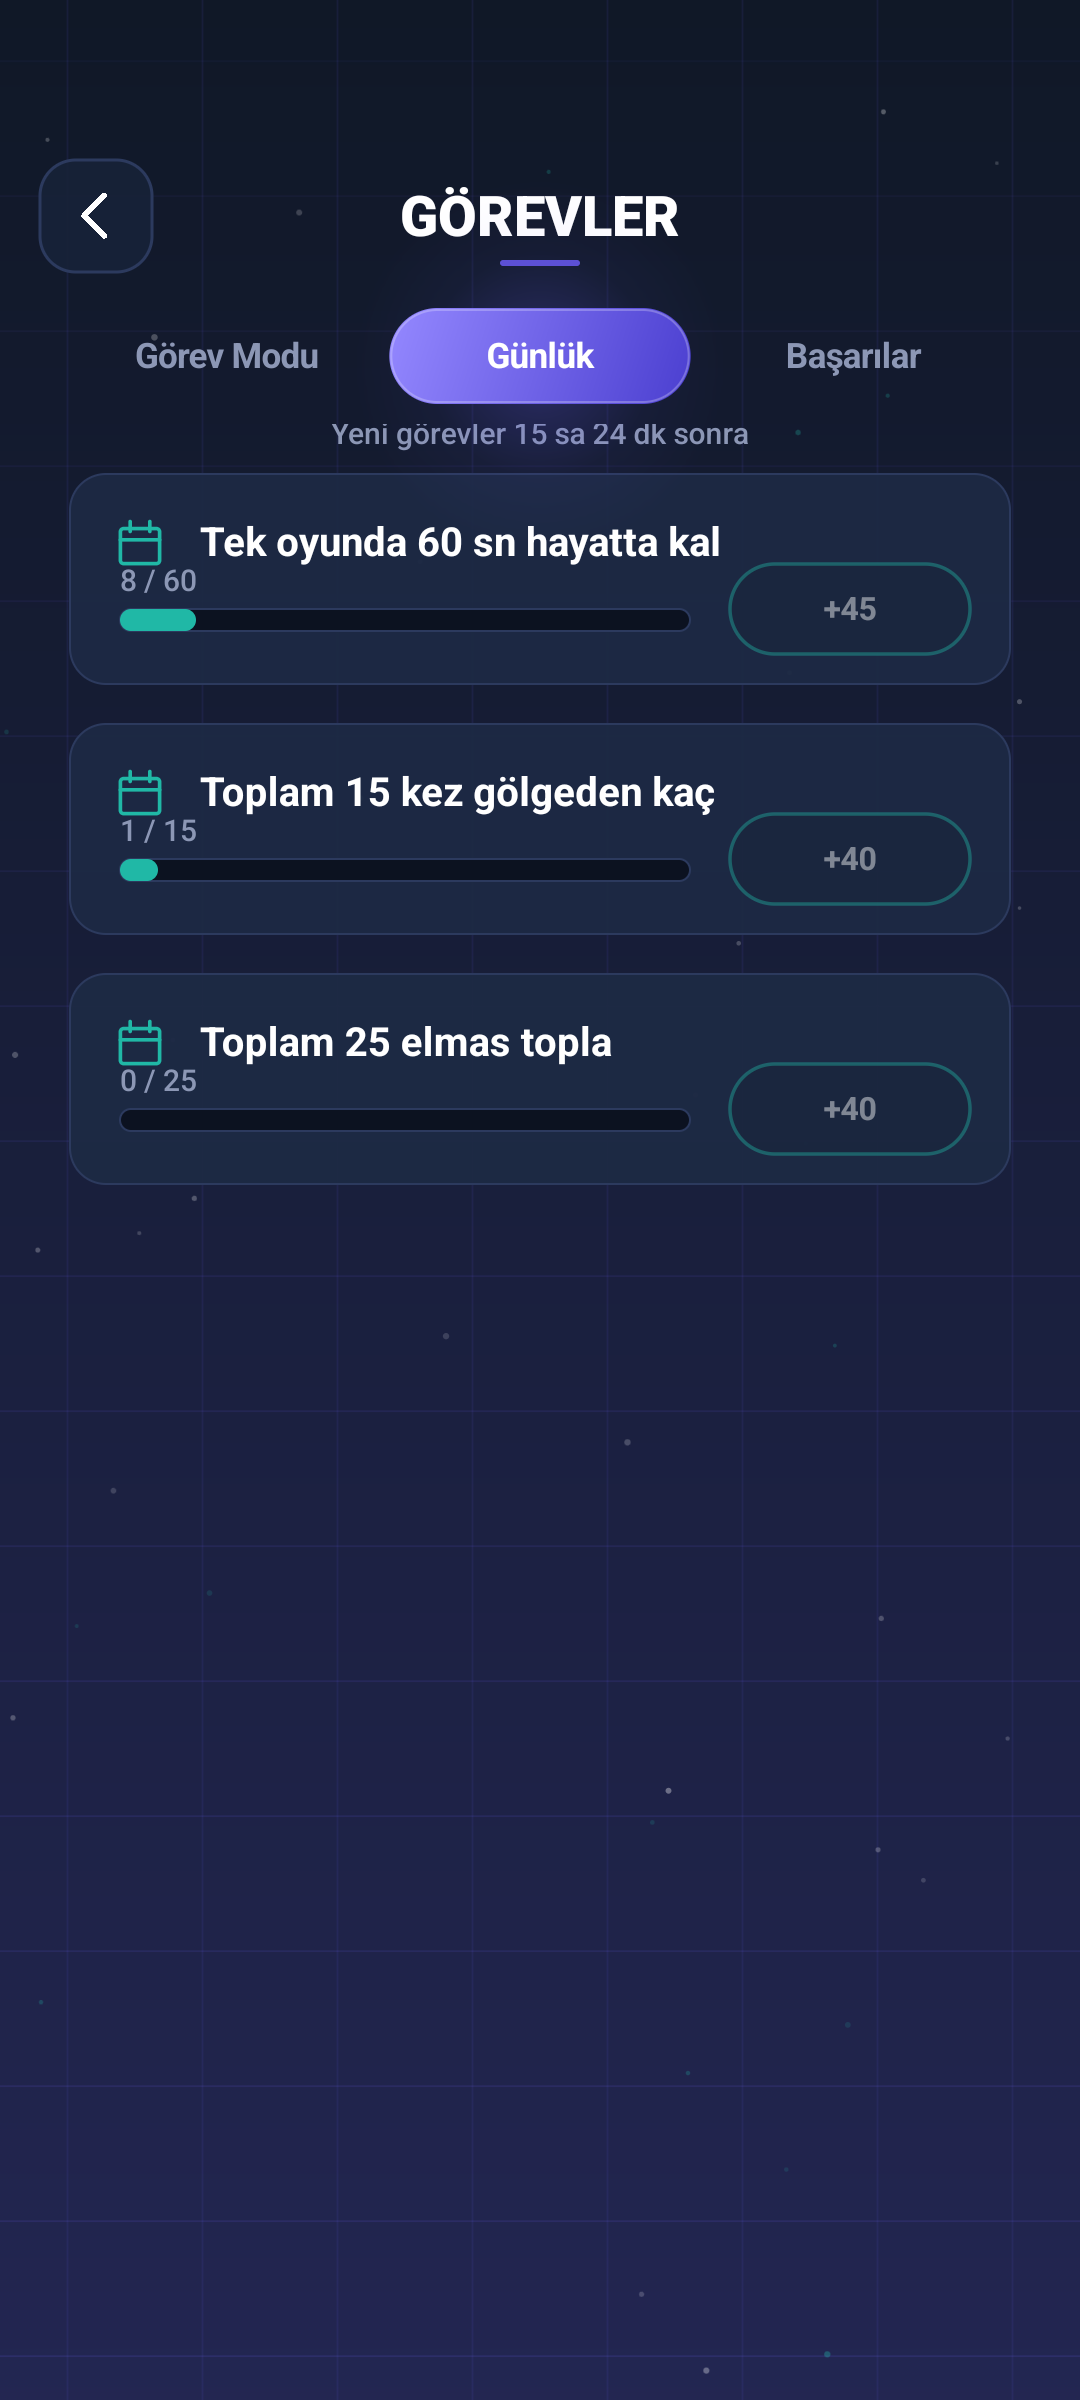 GÖREVLER
Görev Modu
Günlük
Başarılar
Yeni görevler 15 sa 24 dk sonra
Tek oyunda 60 sn hayatta kal
8 / 60
+45
Toplam 15 kez gölgeden kaç
1 / 15
+40
Toplam 25 elmas topla
0 / 25
+40